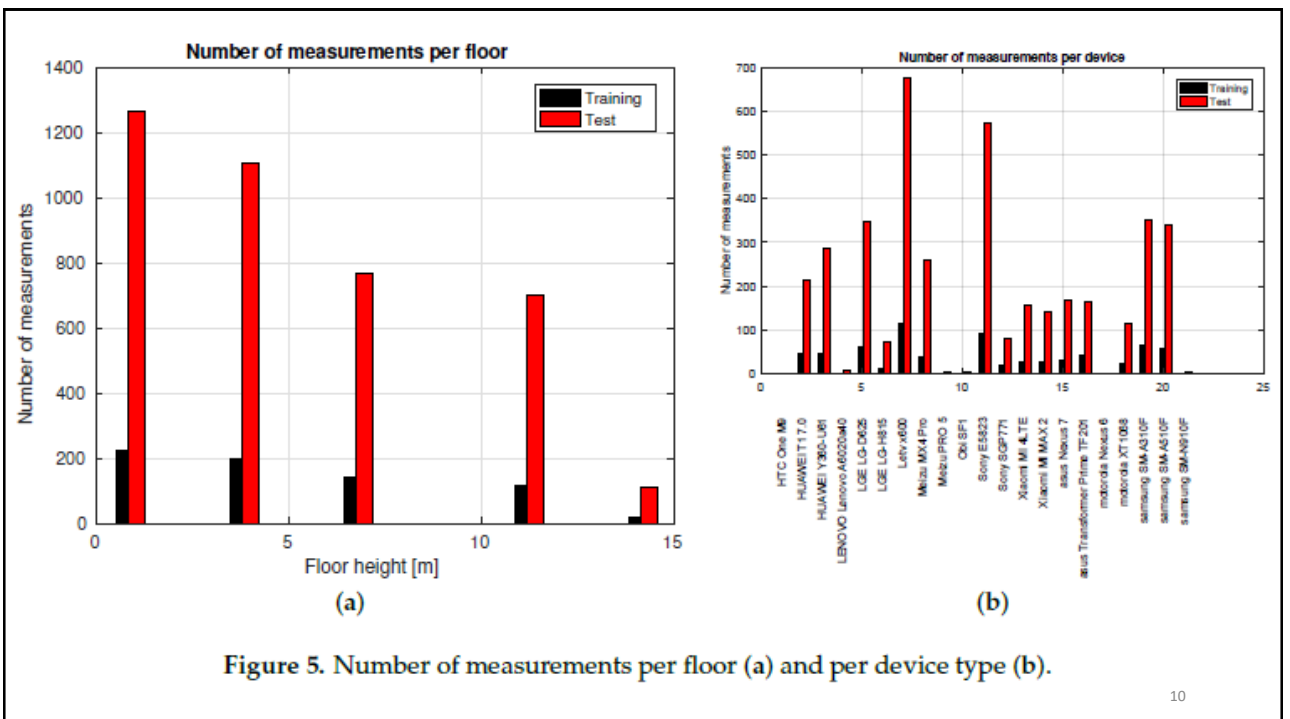 Number of measurements per floor
1400
1200
1000
800
600
400
200
0
Number of measurements
Training
Test
0 5 10 15
Floor height [m]
(a)
Number of measurements per device
700
600
500
400
300
200
100
0
Number of measurements
Training
Test
0 5 10 15 20 25
HTC One M9
HUAWEI T1 7.0
HUAWEI Y360-U61
LENOVO Lenovo A6020a40
LGE LG-D625
LGE LG-H815
Letv x600
Meizu MX4 Pro
Meizu PRO 5
Obi SF1
Sony E5823
Sony SGP771
Xiaomi MI 4LTE
Xiaomi MI MAX 2
asus Nexus 7
asus Transformer Prime TF201
motorola Nexus 6
motorola XT1068
samsung SM-A310F
samsung SM-A510F
samsung SM-N910F
(b)
Figure 5. Number of measurements per floor (a) and per device type (b).
10